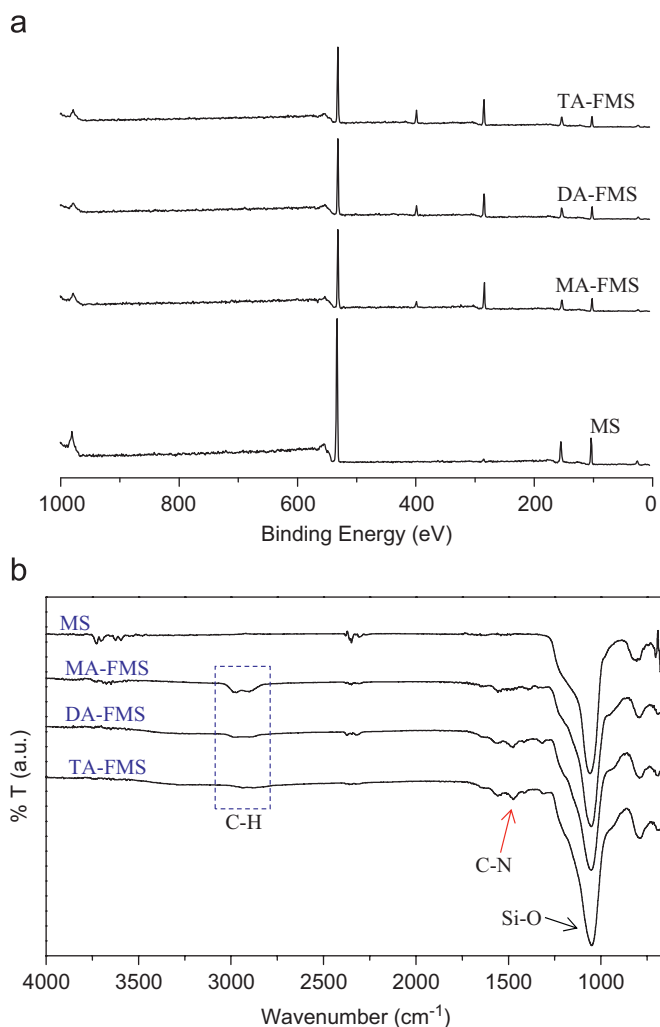 a
TA-FMS
DA-FMS
MA-FMS
MS
1000 800 600 400 200 0
Binding Energy (eV)
b
MS
MA-FMS
DA-FMS
TA-FMS
C-H
C-N
Si-O
% T (a.u.)
4000 3500 3000 2500 2000 1500 1000
Wavenumber (cm⁻¹)